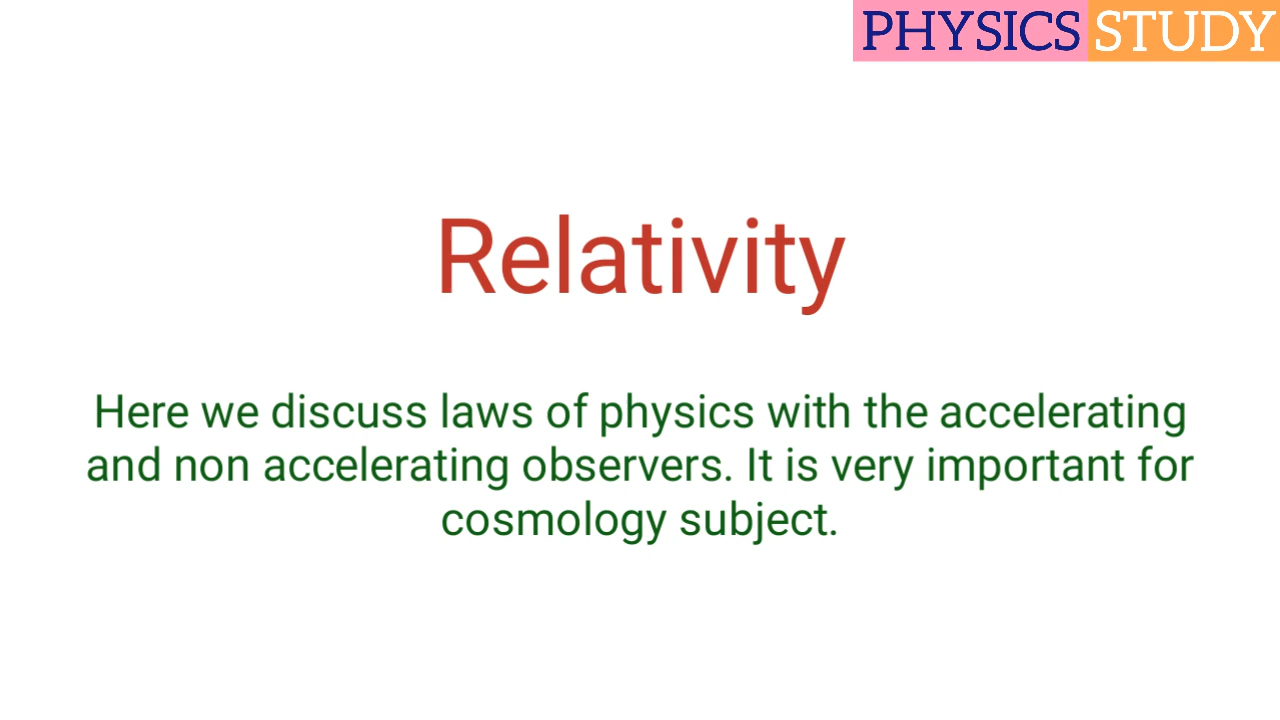 PHYSICS STUDY
Relativity
Here we discuss laws of physics with the accelerating
and non accelerating observers. It is very important for
cosmology subject.